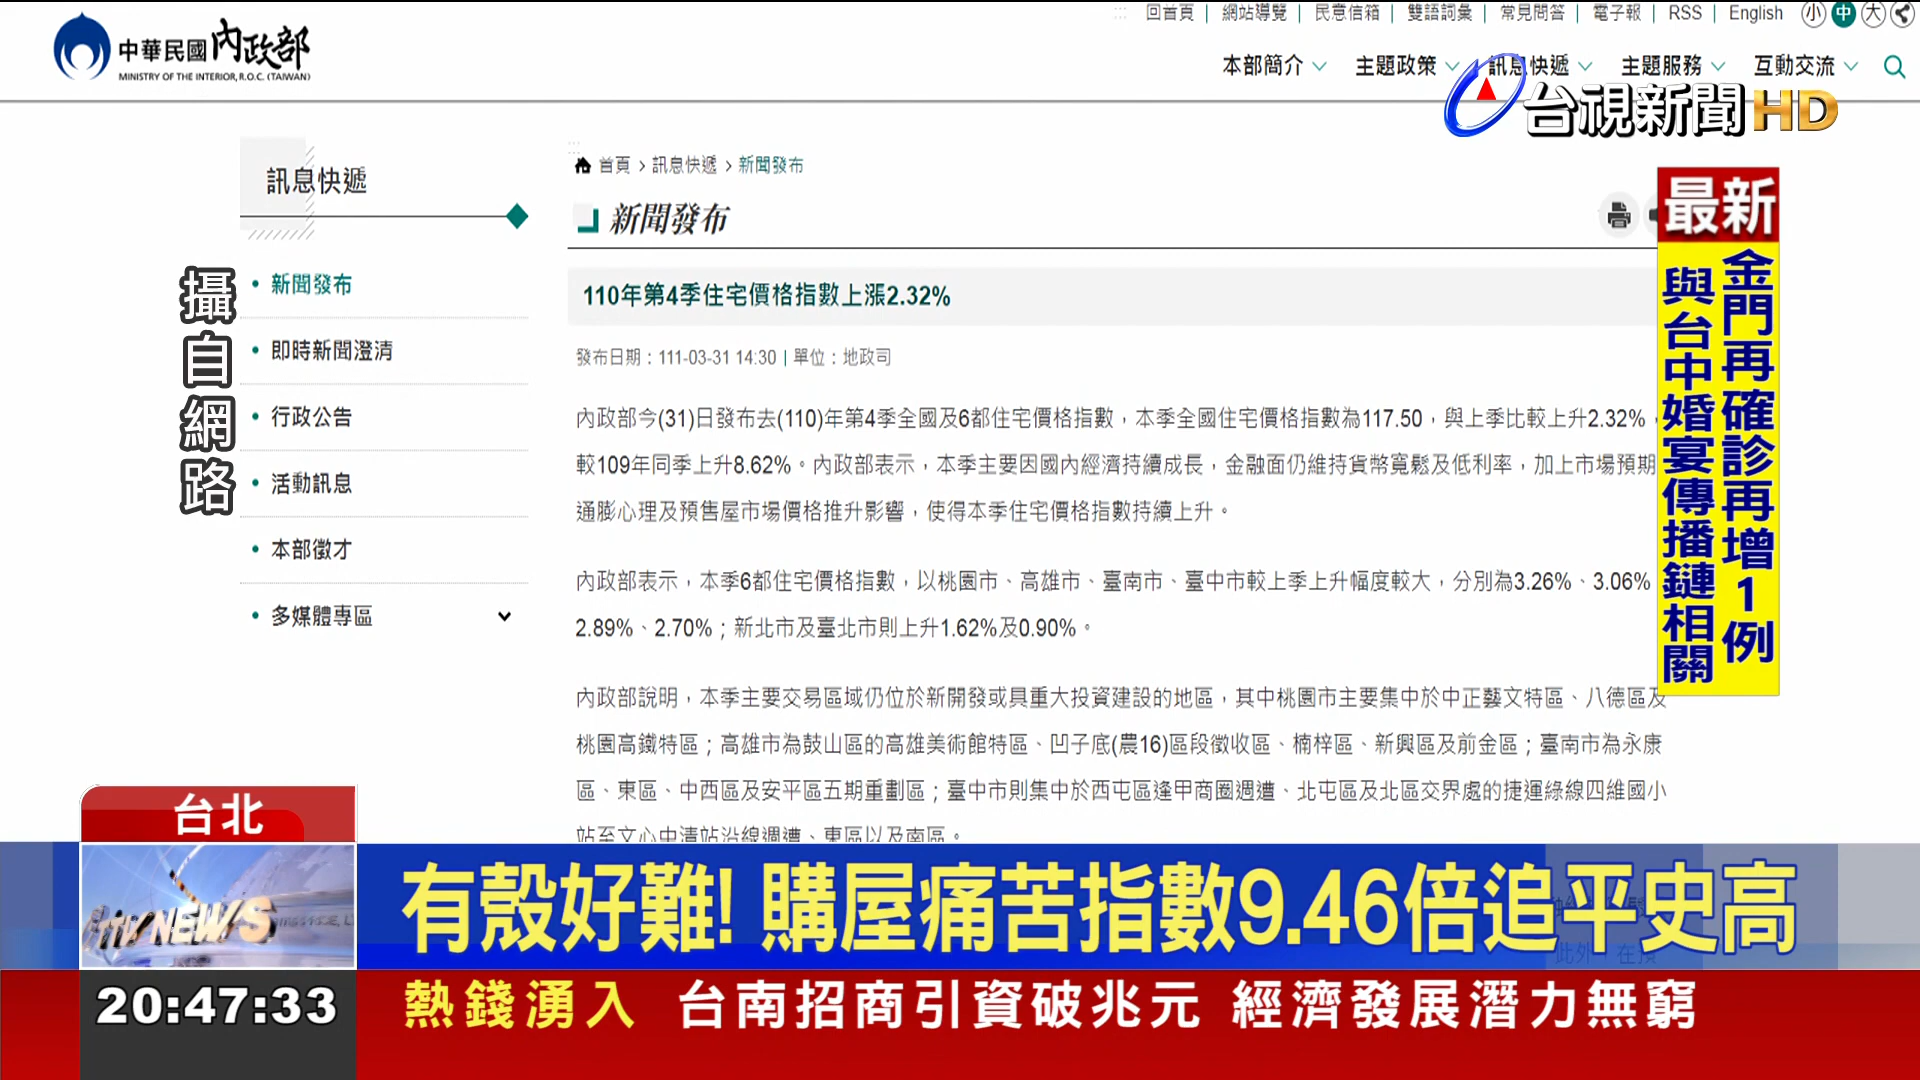 中華民國內政部
MINISTRY OF THE INTERIOR, R.O.C. (TAIWAN)
回首頁 | 網站導覽 | 民意信箱 | 雙語詞彙 | 常見問答 | 電子報 | RSS | English 小 中 大
本部簡介 主題政策 訊息快遞 主題服務 互動交流
台視新聞HD
訊息快遞
新聞發布
即時新聞澄清
行政公告
活動訊息
本部徵才
多媒體專區
攝自網路
首頁 > 訊息快遞 > 新聞發布
新聞發布
110年第4季住宅價格指數上漲2.32%
發布日期：111-03-31 14:30 | 單位：地政司
內政部今(31)日發布去(110)年第4季全國及6都住宅價格指數，本季全國住宅價格指數為117.50，與上季比較上升2.32%，
較109年同季上升8.62%。內政部表示，本季主要因國內經濟持續成長，金融面仍維持貨幣寬鬆及低利率，加上市場預期
通膨心理及預售屋市場價格推升影響，使得本季住宅價格指數持續上升。
內政部表示，本季6都住宅價格指數，以桃園市、高雄市、臺南市、臺中市較上季上升幅度較大，分別為3.26%、3.06%
2.89%、2.70%；新北市及臺北市則上升1.62%及0.90%。
內政部說明，本季主要交易區域仍位於新開發或具重大投資建設的地區，其中桃園市主要集中於中正藝文特區、八德區及
桃園高鐵特區；高雄市為鼓山區的高雄美術館特區、凹子底(農16)區段徵收區、楠梓區、新興區及前金區；臺南市為永康
區、東區、中西區及安平區五期重劃區；臺中市則集中於西屯區逢甲商圈週遭、北屯區及北區交界處的捷運綠線四維國小
站至文心中清站沿線週遭、東區以及南區。
最新
金門再確診再增1例
與台中婚宴傳播鏈相關
台北
ttv NEWS
20:47:33
有殼好難! 購屋痛苦指數9.46倍追平史高
熱錢湧入 台南招商引資破兆元 經濟發展潛力無窮